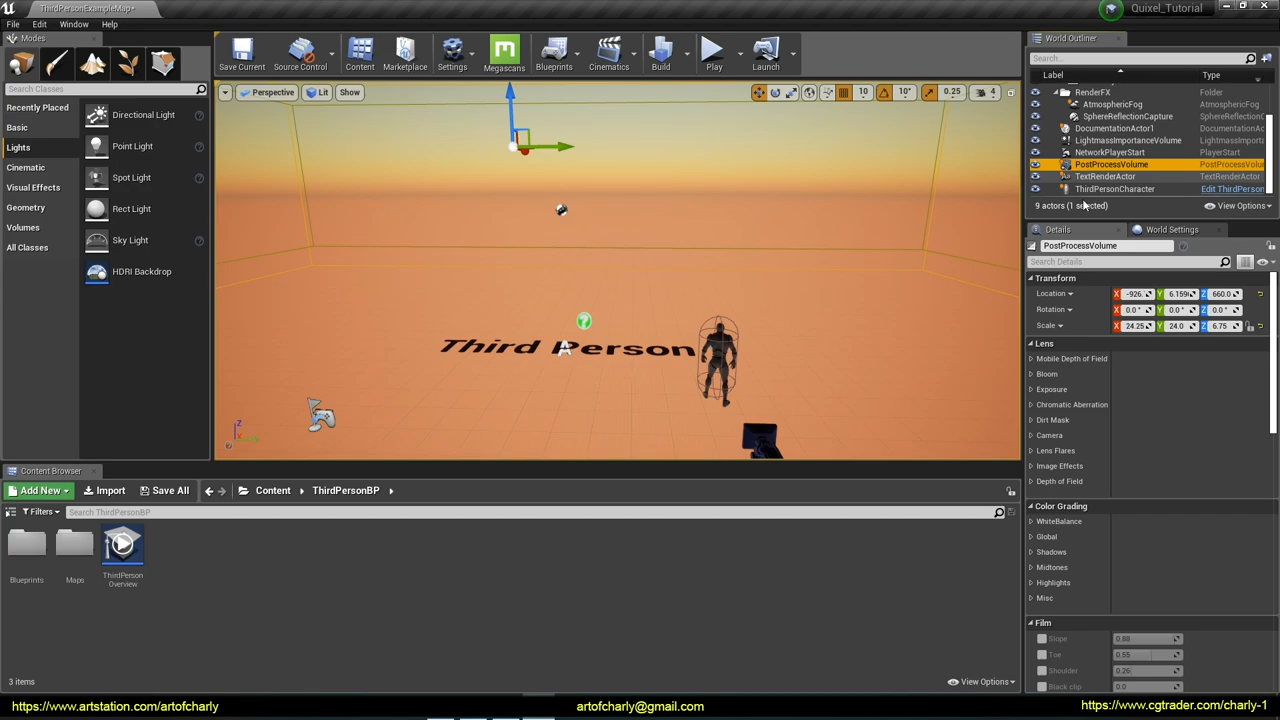 ThirdPersonExampleMap*
Quixel_Tutorial
File Edit Window Help
Modes
Search Classes
Recently Placed
Basic
Lights
Cinematic
Visual Effects
Geometry
Volumes
All Classes
Directional Light
Point Light
Spot Light
Rect Light
Sky Light
HDRI Backdrop
Save Current
Source Control
Content
Marketplace
Settings
Megascans
Blueprints
Cinematics
Build
Play
Launch
Perspective
Lit
Show
10
10°
0.25
4
Third Person
World Outliner
Search...
Label
Type
RenderFX Folder
AtmosphericFog AtmosphericFog
SphereReflectionCapture SphereReflectionC
DocumentationActor1 DocumentationAc
LightmassImportanceVolume Lightmass
NetworkPlayerStart PlayerStart
PostProcessVolume PostProcessVolu
TextRenderActor TextRenderActor
ThirdPersonCharacter Edit ThirdPerson
9 actors (1 selected)
View Options
Details
World Settings
PostProcessVolume
Search Details
Transform
Location X -926. Y 6.159 Z 660.0
Rotation X 0.0 ° Y 0.0 ° Z 0.0 °
Scale X 24.25 Y 24.0 Z 6.75
Lens
Mobile Depth of Field
Bloom
Exposure
Chromatic Aberration
Dirt Mask
Camera
Lens Flares
Image Effects
Depth of Field
Color Grading
WhiteBalance
Global
Shadows
Midtones
Highlights
Misc
Film
Slope 0.88
Toe 0.55
Shoulder 0.26
Black clip 0.0
Content Browser
Add New
Import
Save All
Content
ThirdPersonBP
Filters
Search ThirdPersonBP
Blueprints
Maps
ThirdPerson
Overview
3 items
View Options
https://www.artstation.com/artofcharly
artofcharly@gmail.com
https://www.cgtrader.com/charly-1